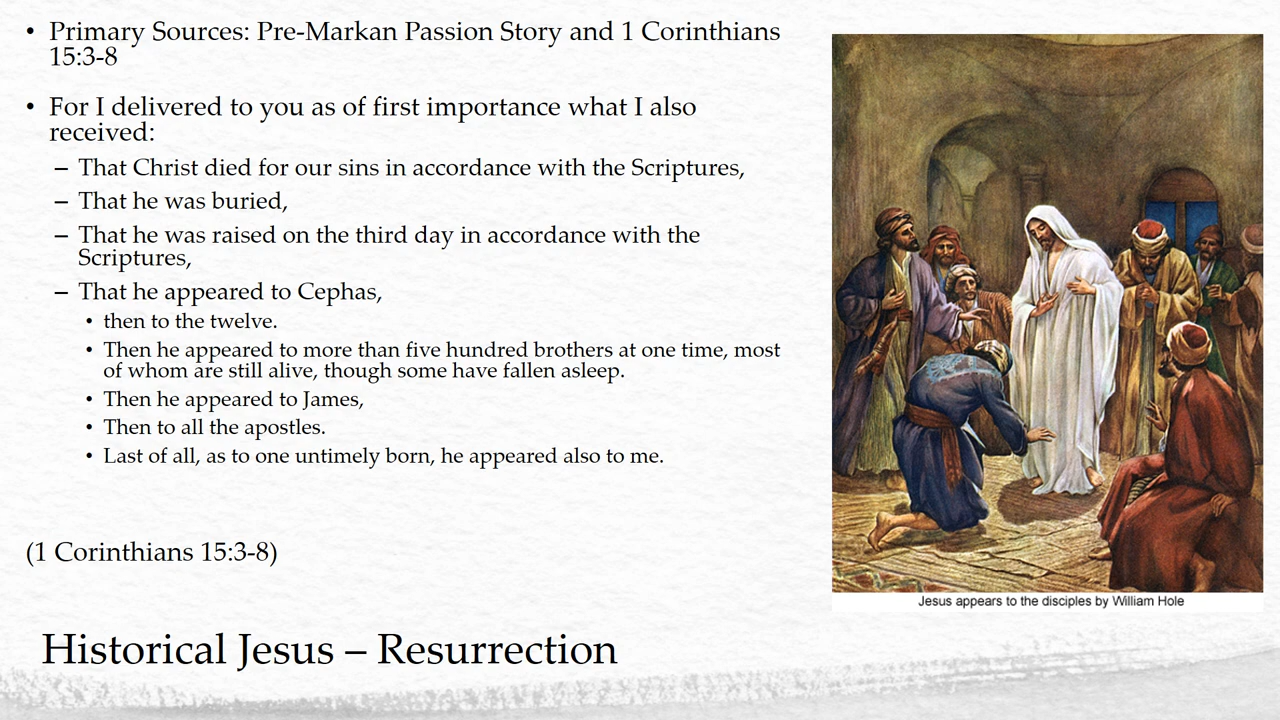 • Primary Sources: Pre-Markan Passion Story and 1 Corinthians
15:3-8
• For I delivered to you as of first importance what I also
received:
– That Christ died for our sins in accordance with the Scriptures,
– That he was buried,
– That he was raised on the third day in accordance with the
Scriptures,
– That he appeared to Cephas,
• then to the twelve.
• Then he appeared to more than five hundred brothers at one time, most
of whom are still alive, though some have fallen asleep.
• Then he appeared to James,
• Then to all the apostles.
• Last of all, as to one untimely born, he appeared also to me.
(1 Corinthians 15:3-8)
Jesus appears to the disciples by William Hole
Historical Jesus – Resurrection